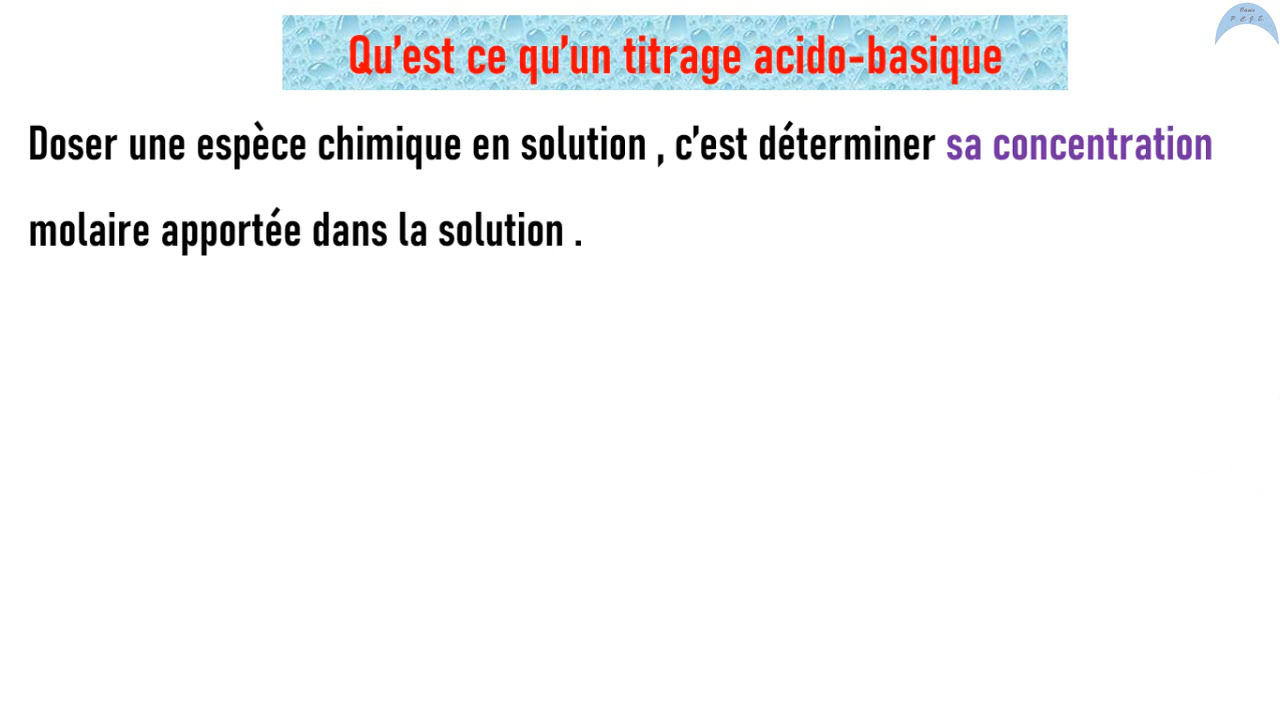 Qu’est ce qu’un titrage acido-basique
Doser une espèce chimique en solution , c’est déterminer sa concentration
molaire apportée dans la solution .